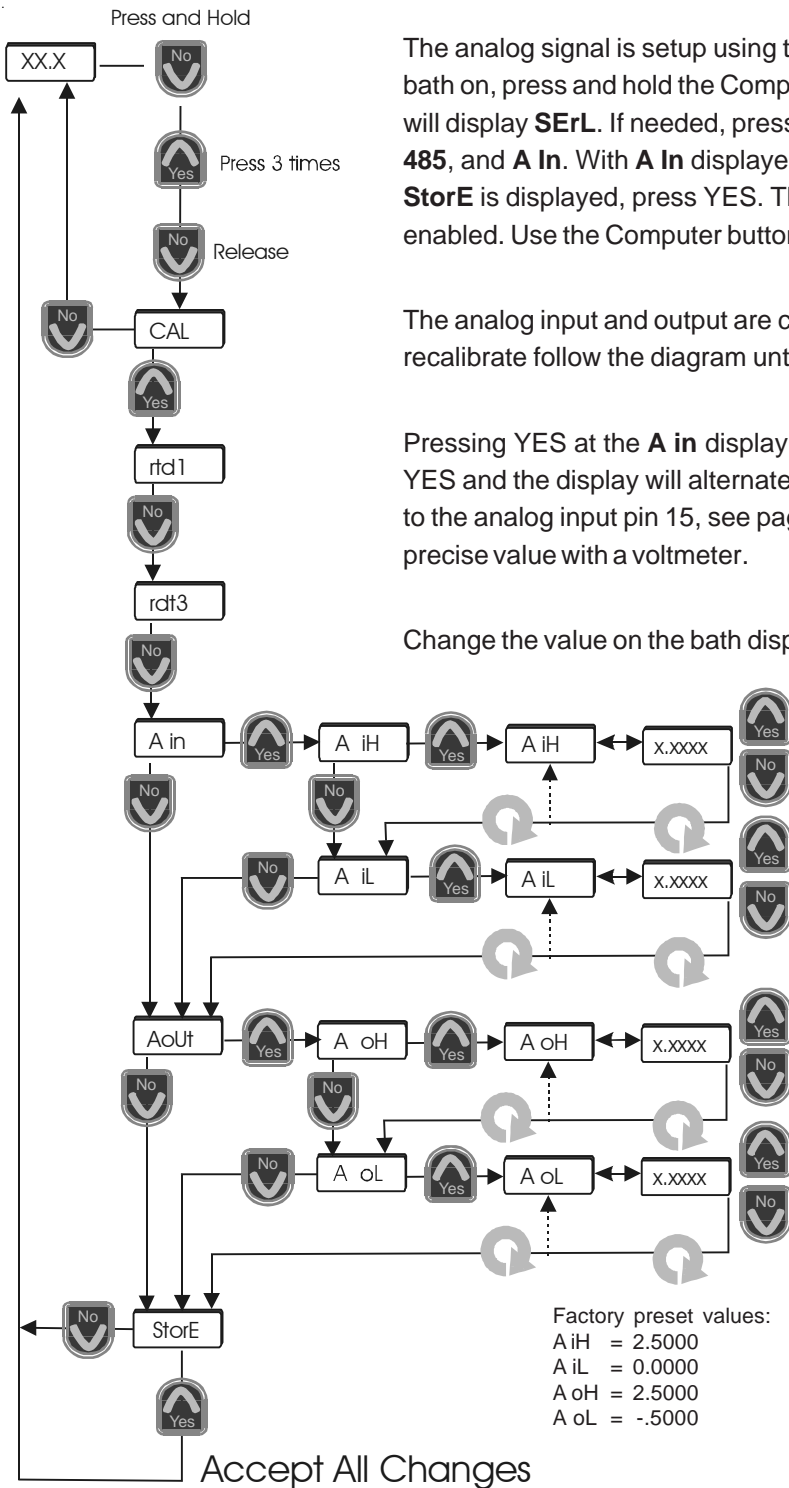 Press and Hold
XX.X
No
Yes
Press 3 times
No
Release
The analog signal is setup using t
bath on, press and hold the Comp
will display SErL. If needed, press
485, and A In. With A In displaye
StorE is displayed, press YES. T
enabled. Use the Computer button
The analog input and output are c
recalibrate follow the diagram unt
Pressing YES at the A in display
YES and the display will alternate
to the analog input pin 15, see pag
precise value with a voltmeter.
Change the value on the bath disp
No
CAL
Yes
rtd1
No
rdt3
No
A in
Yes
A iH
Yes
A iH
x.xxxx
Yes
No
No
No
No
A iL
Yes
A iL
x.xxxx
Yes
No
AoUt
Yes
A oH
Yes
A oH
x.xxxx
Yes
No
No
No
No
A oL
Yes
A oL
x.xxxx
Yes
No
No
StorE
Yes
Factory preset values:
A iH = 2.5000
A iL = 0.0000
A oH = 2.5000
A oL = -.5000
Accept All Changes